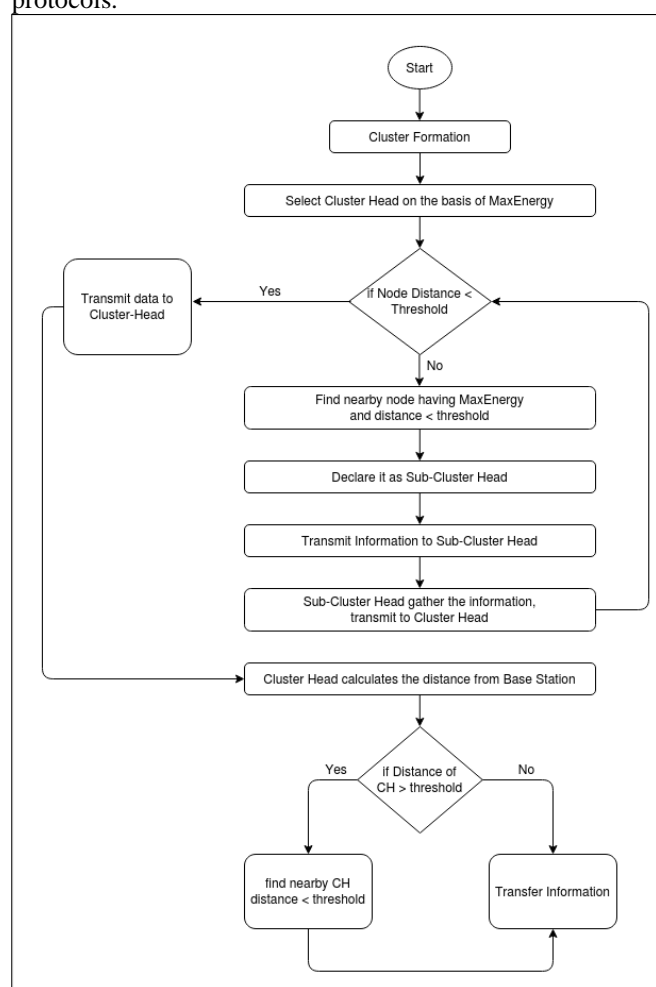 protocols.
Start
Cluster Formation
Select Cluster Head on the basis of MaxEnergy
Yes
Transmit data to
Cluster-Head
if Node Distance <
Threshold
No
Find nearby node having MaxEnergy
and distance < threshold
Declare it as Sub-Cluster Head
Transmit Information to Sub-Cluster Head
Sub-Cluster Head gather the information,
transmit to Cluster Head
Cluster Head calculates the distance from Base Station
Yes
if Distance of
CH > threshold
No
find nearby CH
distance < threshold
Transfer Information